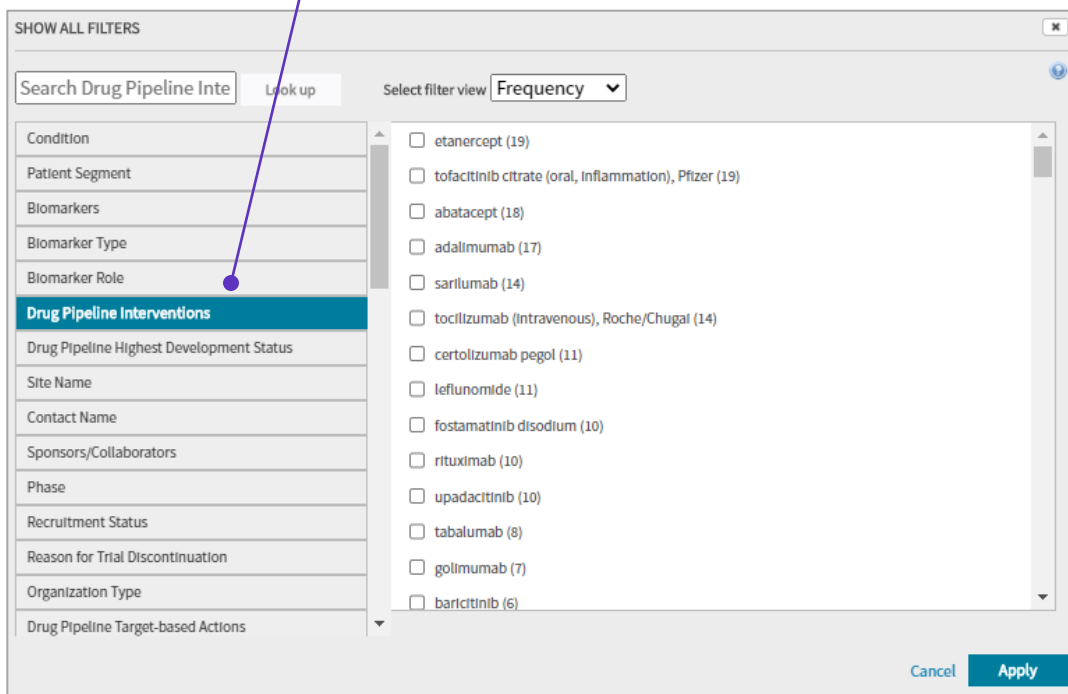 SHOW ALL FILTERS
Search Drug Pipeline Inte
Look up
Select filter view Frequency
Condition
Patient Segment
Biomarkers
Biomarker Type
Biomarker Role
Drug Pipeline Interventions
Drug Pipeline Highest Development Status
Site Name
Contact Name
Sponsors/Collaborators
Phase
Recruitment Status
Reason for Trial Discontinuation
Organization Type
Drug Pipeline Target-based Actions
etanercept (19)
tofacitinib citrate (oral, inflammation), Pfizer (19)
abatacept (18)
adalimumab (17)
sarilumab (14)
tocilizumab (intravenous), Roche/Chugai (14)
certolizumab pegol (11)
leflunomide (11)
fostamatinib disodium (10)
rituximab (10)
upadacitinib (10)
tabalumab (8)
golimumab (7)
baricitinib (6)
Cancel
Apply